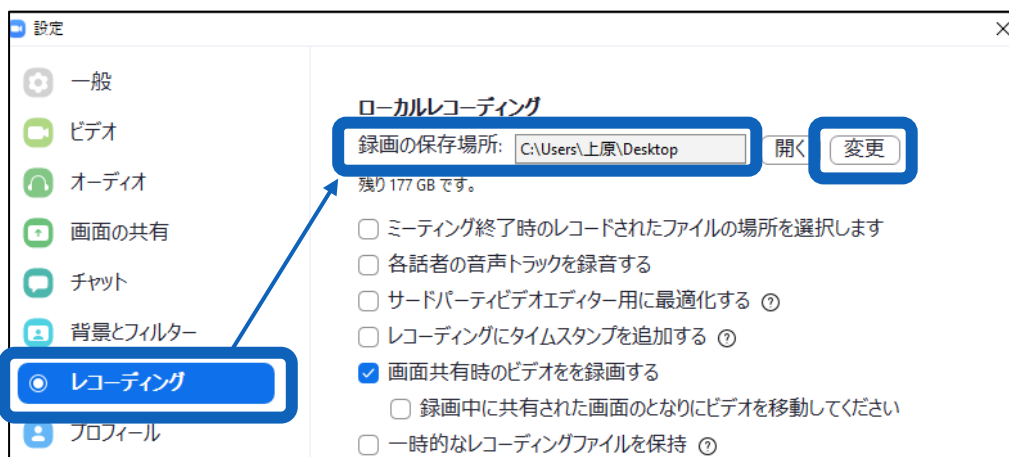 設定
一般
ビデオ
オーディオ
画面の共有
チャット
背景とフィルター
レコーディング
プロフィール
ローカルレコーディング
録画の保存場所: C:\Users\上原\Desktop 開く 変更
残り 177 GB です。
ミーティング終了時のレコードされたファイルの場所を選択します
各話者の音声トラックを録音する
サードパーティビデオエディター用に最適化する ?
レコーディングにタイムスタンプを追加する ?
画面共有時のビデオをを録画する
録画中に共有された画面のとなりにビデオを移動してください
一時的なレコーディングファイルを保持 ?